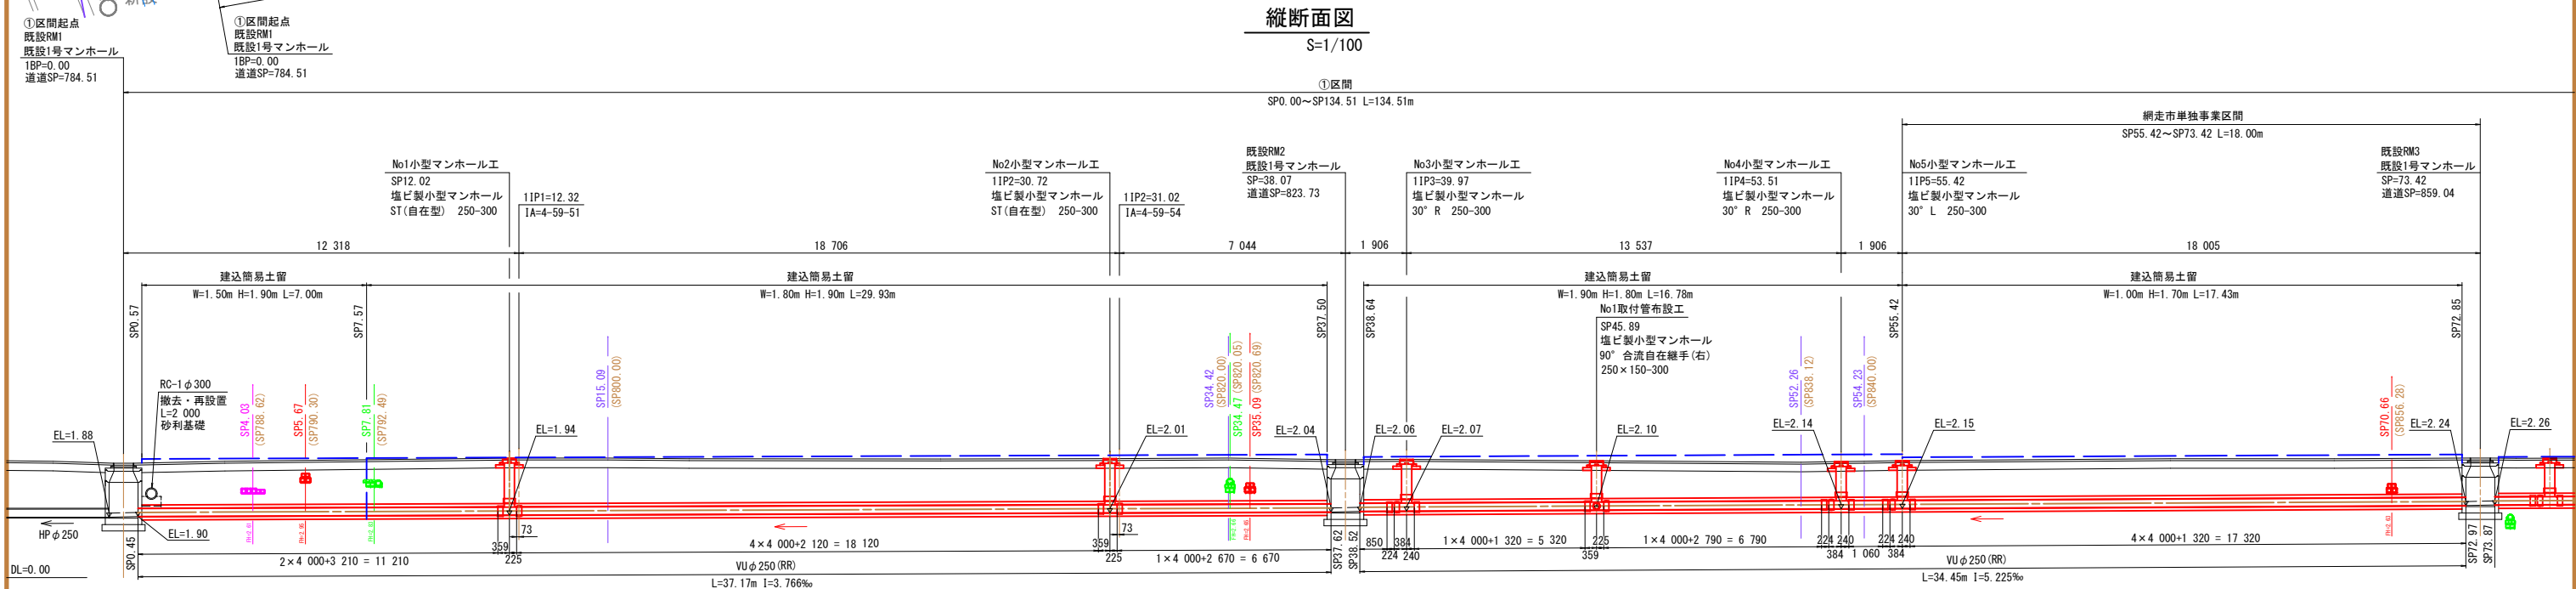 ①区間起点
既設RM1
既設1号マンホール
1BP=0.00
道道SP=784.51
①区間起点
既設RM1
既設1号マンホール
1BP=0.00
道道SP=784.51
縦断面図
S=1/100
①区間
SP0.00～SP134.51 L=134.51m
網走市単独事業区間
SP55.42～SP73.42 L=18.00m
No1小型マンホール工
SP12.02
塩ビ製小型マンホール
ST(自在型) 250-300
1IP1=12.32
IA=4-59-51
No2小型マンホール工
1IP2=30.72
塩ビ製小型マンホール
ST(自在型) 250-300
1IP2=31.02
IA=4-59-54
既設RM2
既設1号マンホール
SP=38.07
道道SP=823.73
No3小型マンホール工
1IP3=39.97
塩ビ製小型マンホール
30° R 250-300
No4小型マンホール工
1IP4=53.51
塩ビ製小型マンホール
30° R 250-300
No5小型マンホール工
1IP5=55.42
塩ビ製小型マンホール
30° L 250-300
既設RM3
既設1号マンホール
SP=73.42
道道SP=859.04
12 318
18 706
7 044
1 906
13 537
1 906
18 005
建込簡易土留
W=1.50m H=1.90m L=7.00m
建込簡易土留
W=1.80m H=1.90m L=29.93m
建込簡易土留
W=1.90m H=1.80m L=16.78m
建込簡易土留
W=1.00m H=1.70m L=17.43m
SP0.57
SP7.57
SP37.50
SP38.64
SP55.42
SP72.85
No1取付管布設工
SP45.89
塩ビ製小型マンホール
90° 合流自在継手(右)
250×150-300
RC-1φ300
撤去・再設置
L=2 000
砂利基礎
SP4.03
(SP788.62)
SP5.67
(SP790.30)
SP7.81
(SP792.49)
SP15.09
(SP800.00)
SP34.42
(SP820.00)
SP34.47 (SP820.05)
SP35.09 (SP820.69)
SP52.26
(SP838.12)
SP54.23
(SP840.00)
SP70.66
(SP856.28)
EL=1.88
EL=1.94
EL=2.01
EL=2.04
EL=2.06
EL=2.07
EL=2.10
EL=2.14
EL=2.15
EL=2.24
EL=2.26
HPφ250
EL=1.90
SP0.45
2×4 000+3 210 = 11 210
359
225
73
4×4 000+2 120 = 18 120
359
225
73
1×4 000+2 670 = 6 670
SP37.62
SP38.52
850
224
384
240
1×4 000+1 320 = 5 320
359
225
1×4 000+2 790 = 6 790
224
240
384
1 060
224
240
384
4×4 000+1 320 = 17 320
SP72.97
SP73.87
DL=0.00
VUφ250(RR)
L=37.17m I=3.766‰
VUφ250(RR)
L=34.45m I=5.225‰